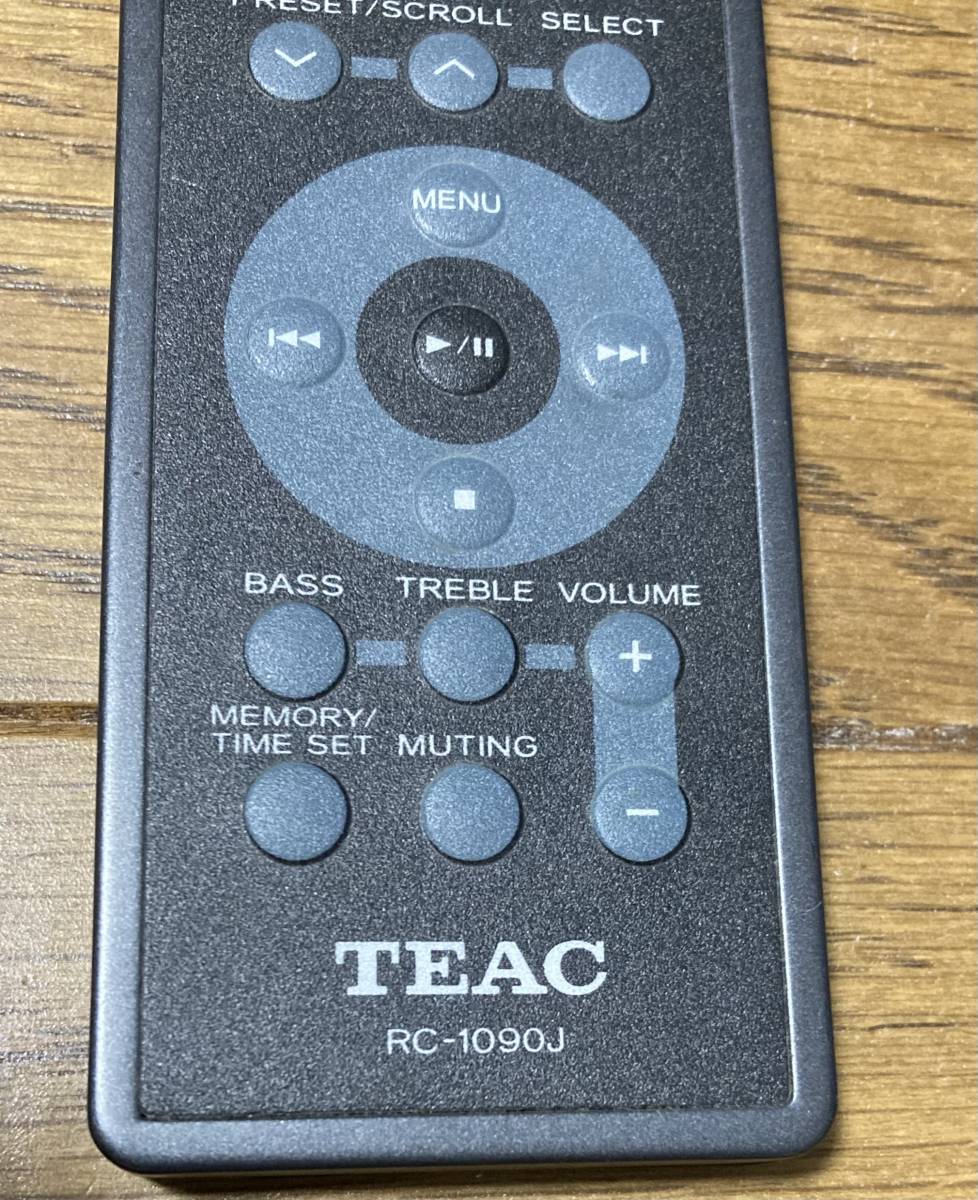 PRESET/SCROLL SELECT
MENU
BASS TREBLE VOLUME
+
MEMORY/
TIME SET MUTING
−
TEAC
RC-1090J